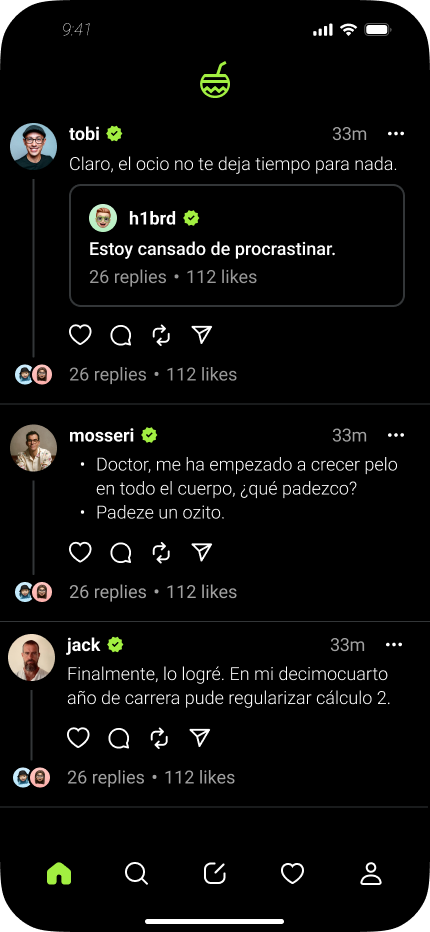 9:41
tobi 33m
Claro, el ocio no te deja tiempo para nada.
h1brd
Estoy cansado de procrastinar.
26 replies • 112 likes
26 replies • 112 likes
mosseri 33m
• Doctor, me ha empezado a crecer pelo
en todo el cuerpo, ¿qué padezco?
• Padeze un ozito.
26 replies • 112 likes
jack 33m
Finalmente, lo logré. En mi decimocuarto
año de carrera pude regularizar cálculo 2.
26 replies • 112 likes